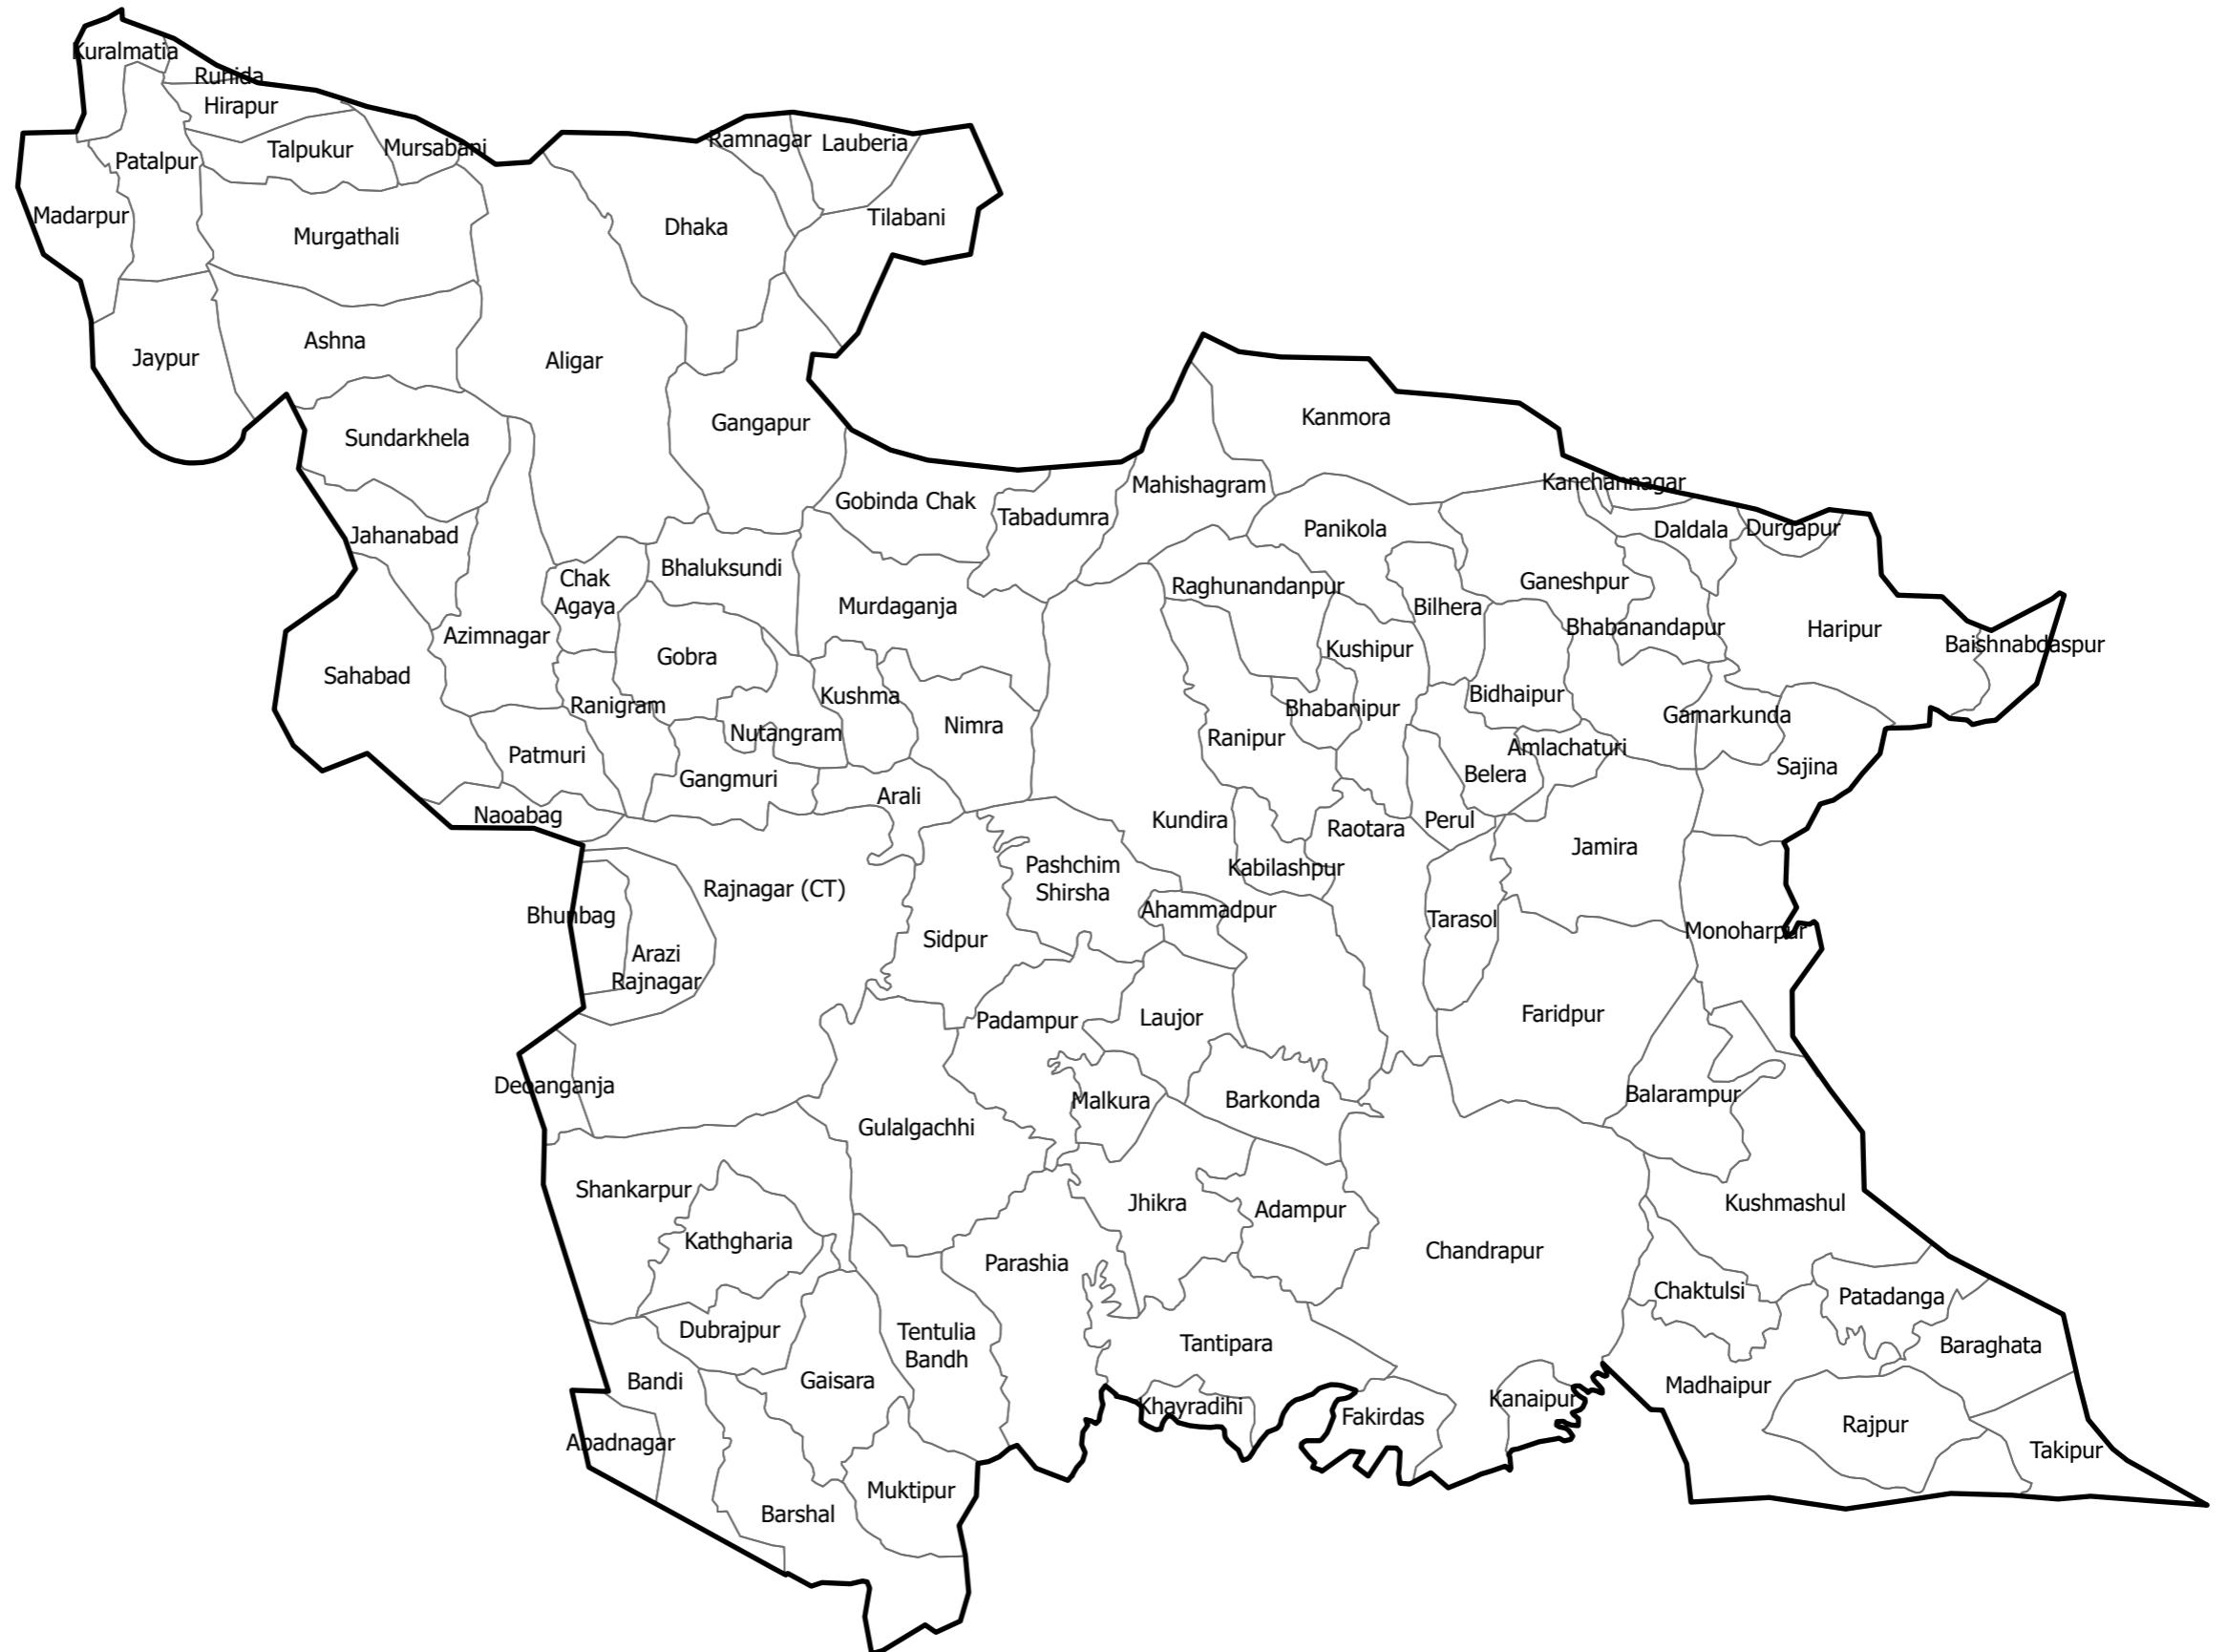 Kuralmatia
Runida
Hirapur
Talpukur
Mursabani
Patalpur
Madarpur
Murgathali
Ramnagar
Lauberia
Dhaka
Tilabani
Jaypur
Ashna
Aligar
Sundarkhela
Gangapur
Kanmora
Jahanabad
Gobinda Chak
Tabadumra
Mahishagram
Kanchannagar
Panikola
Daldala
Durgapur
Chak
Agaya
Bhaluksundi
Murdaganja
Raghunandanpur
Bilhera
Ganeshpur
Azimnagar
Gobra
Kushipur
Bhabanandapur
Haripur
Baishnabdaspur
Sahabad
Ranigram
Kushma
Nimra
Bhabanipur
Bidhaipur
Gamarkunda
Patmuri
Nutangram
Ranipur
Amlachaturi
Gangmuri
Belera
Sajina
Naoabag
Arali
Kundira
Raotara
Perul
Jamira
Rajnagar (CT)
Pashchim
Shirsha
Kabilashpur
Bhunbag
Ahammadpur
Tarasol
Monoharpur
Arazi
Rajnagar
Sidpur
Padampur
Laujor
Faridpur
Deoanganja
Gulalgachhi
Malkura
Barkonda
Balarampur
Shankarpur
Jhikra
Adampur
Kushmashul
Kathgharia
Parashia
Chandrapur
Chaktulsi
Patadanga
Dubrajpur
Tentulia
Bandh
Tantipara
Baraghata
Bandi
Gaisara
Khayradihi
Fakirdas
Kanaipur
Madhaipur
Rajpur
Abadnagar
Takipur
Muktipur
Barshal